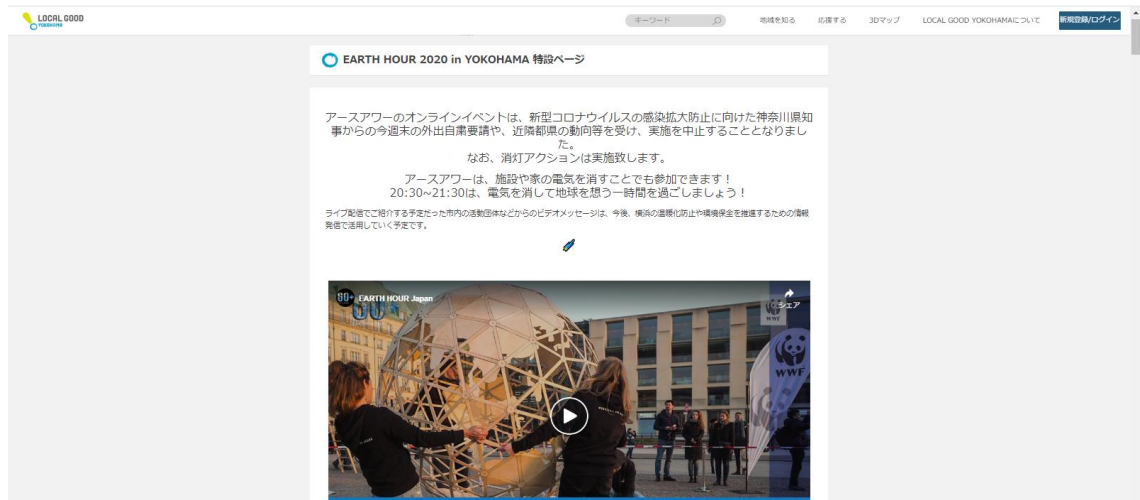 LOCAL GOOD
YOKOHAMA
キーワード
地域を知る
応援する
3Dマップ
LOCAL GOOD YOKOHAMAについて
新規登録/ログイン
EARTH HOUR 2020 in YOKOHAMA 特設ページ
アースアワーのオンラインイベントは、新型コロナウイルスの感染拡大防止に向けた神奈川県知
事からの今週末の外出自粛要請や、近隣都県の動向等を受け、実施を中止することとなりまし
た。
なお、消灯アクションは実施致します。
アースアワーは、施設や家の電気を消すことでも参加できます！
20:30~21:30は、電気を消して地球を想う一時間を過ごしましょう！
ライブ配信でご紹介する予定だった市内の活動団体などからのビデオメッセージは、今後、横浜の温暖化防止や環境保全を推進するための情報
発信で活用していく予定です。
60+
EARTH HOUR Japan
シェア
60+
WWF
WWF